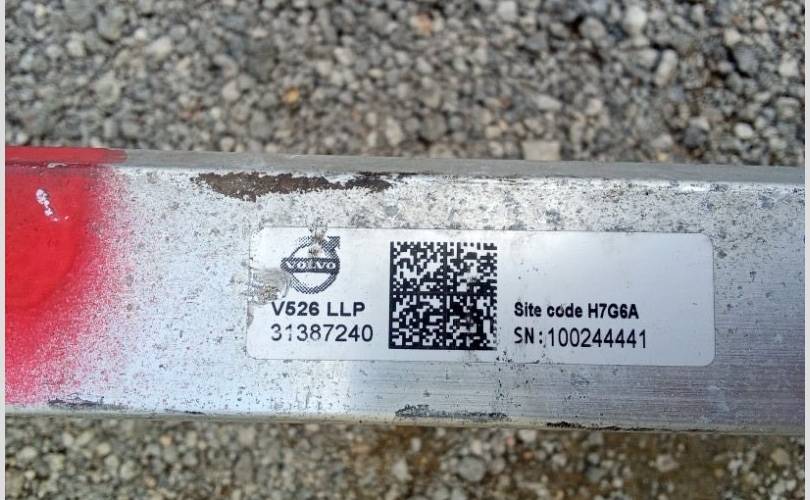 VOLVO
V526 LLP
31387240
Site code H7G6A
SN:100244441